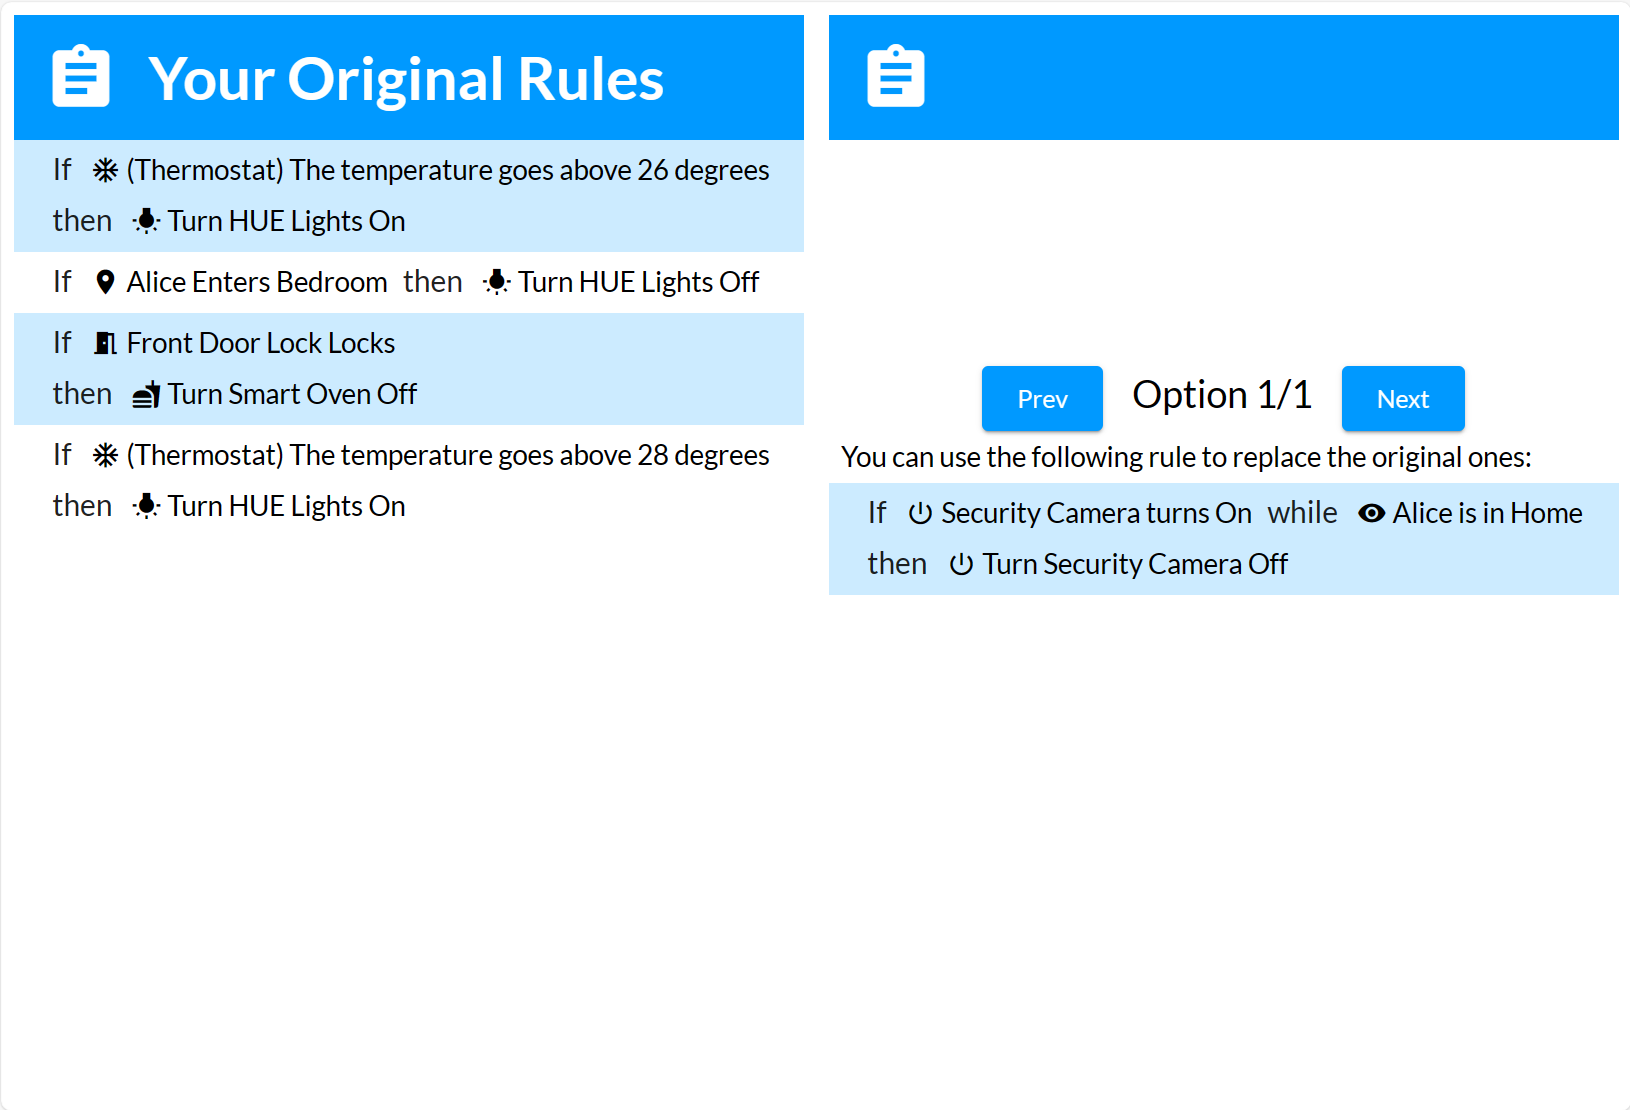 Your Original Rules
If (Thermostat) The temperature goes above 26 degrees
then Turn HUE Lights On
If Alice Enters Bedroom then Turn HUE Lights Off
If Front Door Lock Locks
then Turn Smart Oven Off
If (Thermostat) The temperature goes above 28 degrees
then Turn HUE Lights On
Prev Option 1/1 Next
You can use the following rule to replace the original ones:
If Security Camera turns On while Alice is in Home
then Turn Security Camera Off